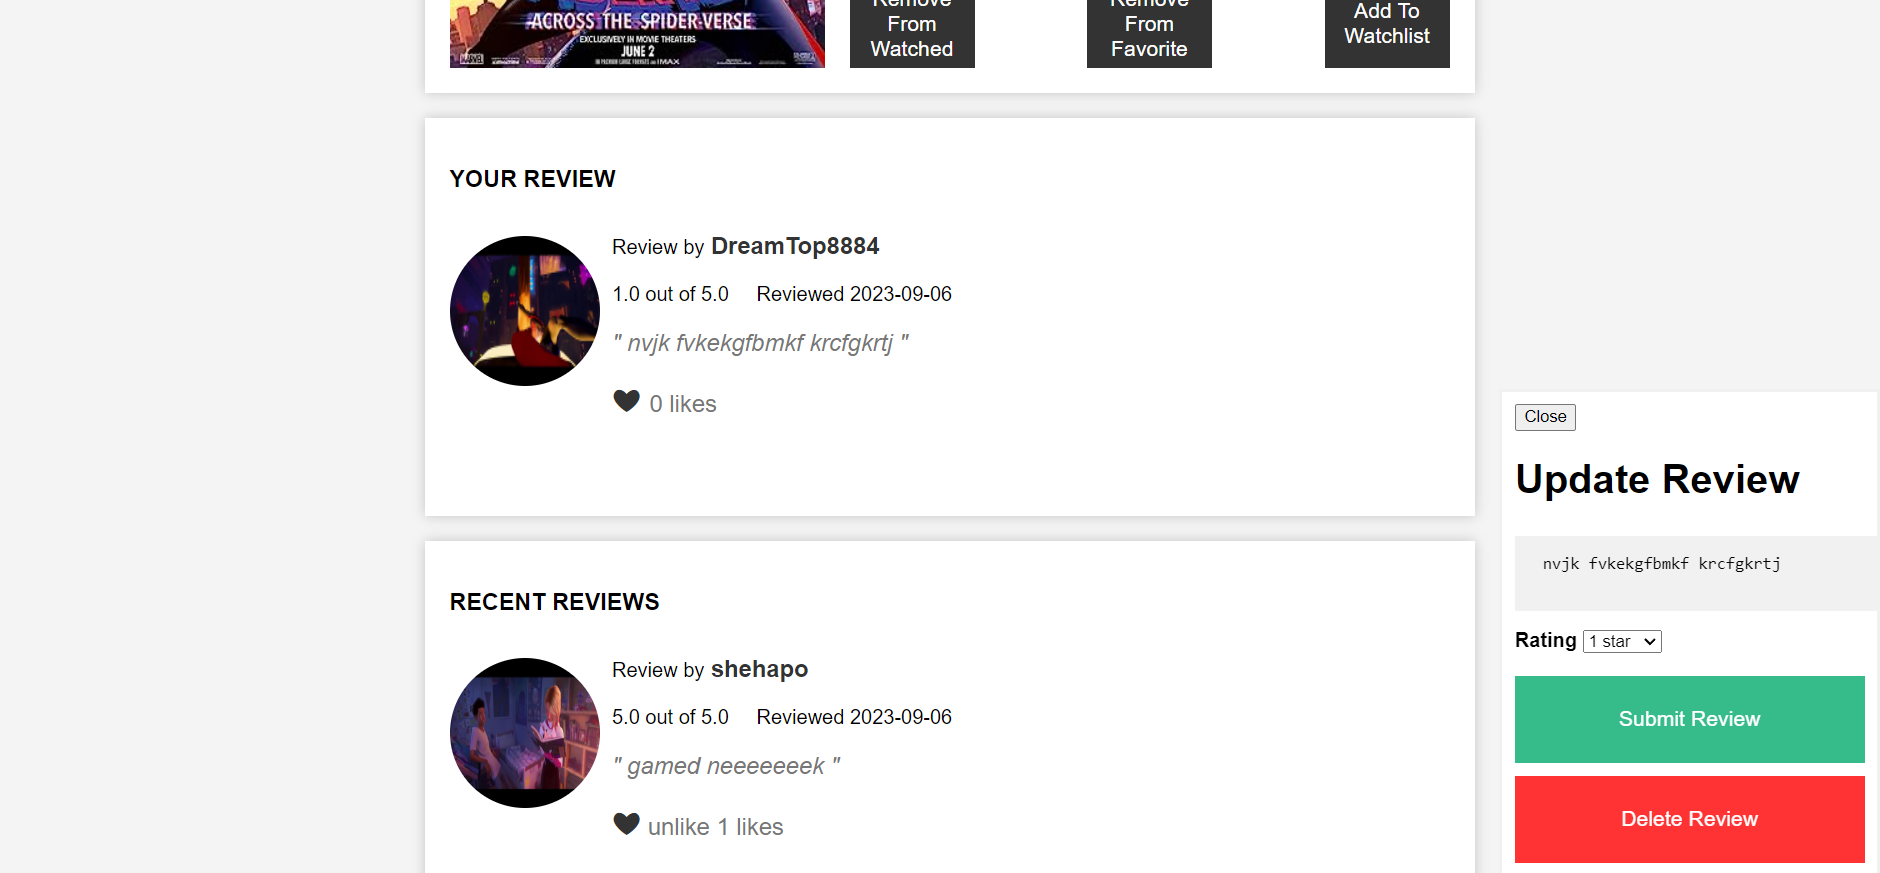 ACROSS THE SPIDER-VERSE
EXCLUSIVELY IN MOVIE THEATERS
JUNE 2
Remove
From
Watched
Remove
From
Favorite
Add To
Watchlist
YOUR REVIEW
Review by DreamTop8884
1.0 out of 5.0 Reviewed 2023-09-06
" nvjk fvkekgfbmkf krcfgkrtj "
0 likes
RECENT REVIEWS
Review by shehapo
5.0 out of 5.0 Reviewed 2023-09-06
" gamed neeeeeeek "
unlike 1 likes
Close
Update Review
nvjk fvkekgfbmkf krcfgkrtj
Rating 1 star
Submit Review
Delete Review